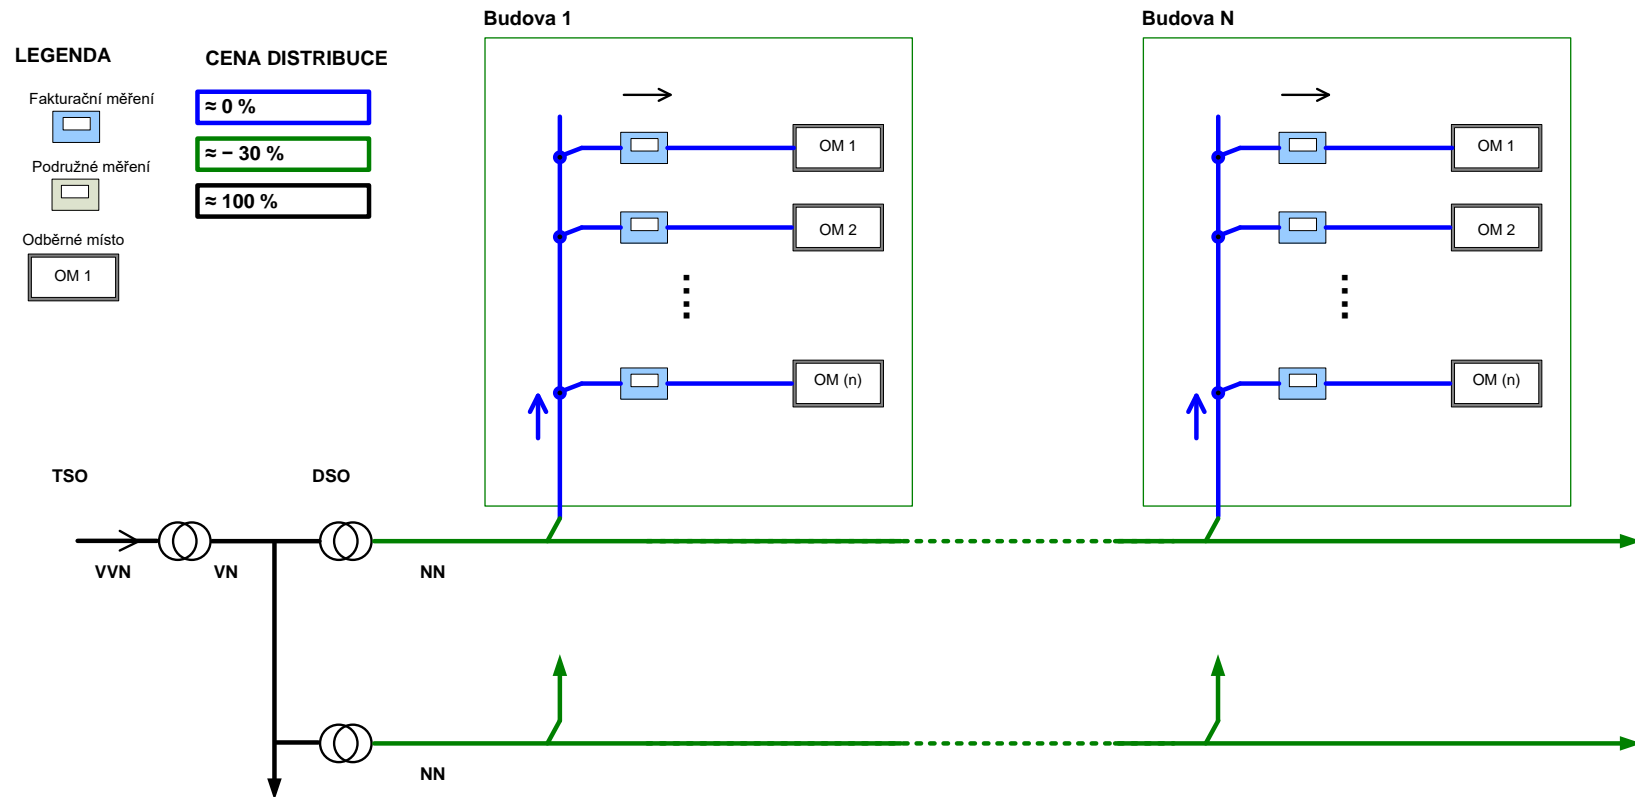 Budova 1
Budova N
LEGENDA
CENA DISTRIBUCE
Fakturační měření
≈ 0 %
Podružné měření
≈ − 30 %
≈ 100 %
Odběrné místo
OM 1
OM 1
OM 2
OM (n)
OM 1
OM 2
OM (n)
TSO
DSO
VVN
VN
NN
NN